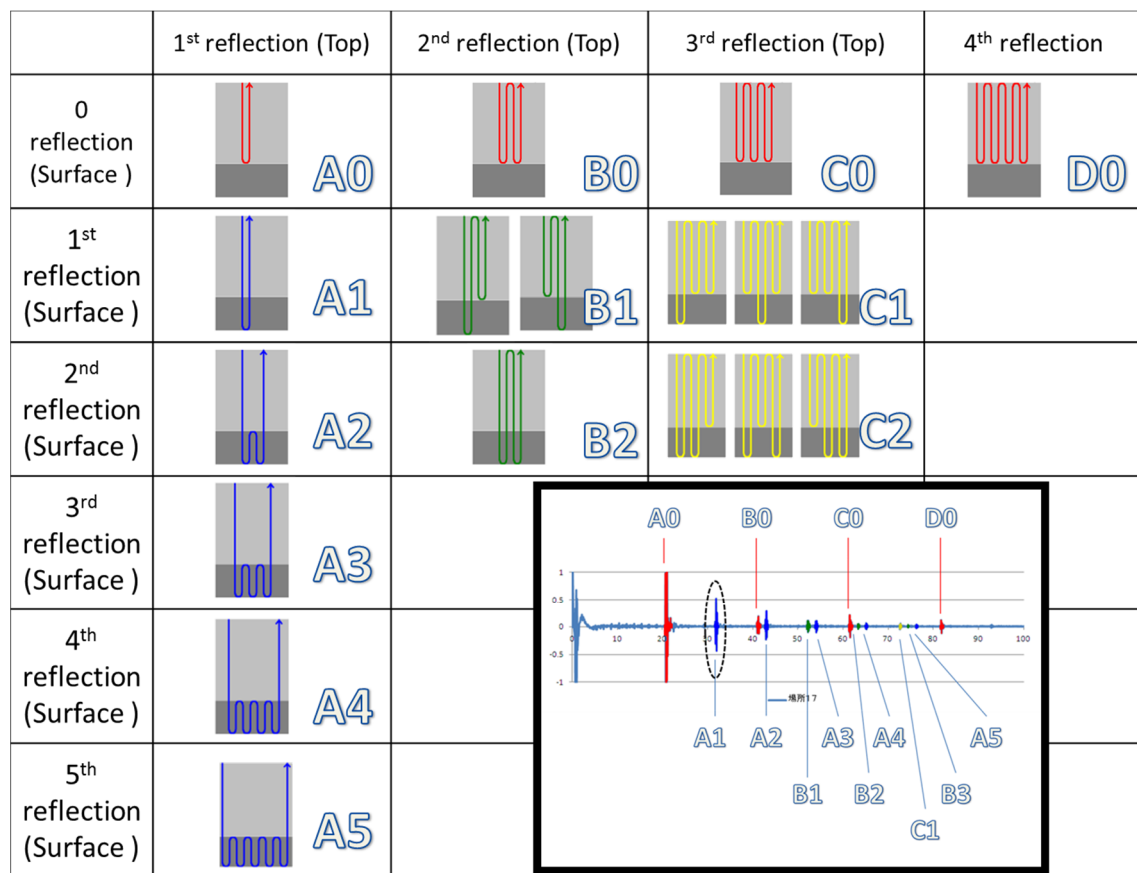 1st reflection (Top)
2nd reflection (Top)
3rd reflection (Top)
4th reflection
0
reflection
(Surface )
A0
B0
C0
D0
1st
reflection
(Surface )
A1
B1
C1
2nd
reflection
(Surface )
A2
B2
C2
3rd
reflection
(Surface )
A3
4th
reflection
(Surface )
A4
5th
reflection
(Surface )
A5
A0
B0
C0
D0
1
0.5
0
-0.5
-1
0
10
20
30
40
50
60
70
80
90
100
場所17
A1
A2
A3
A4
A5
B1
B2
B3
C1